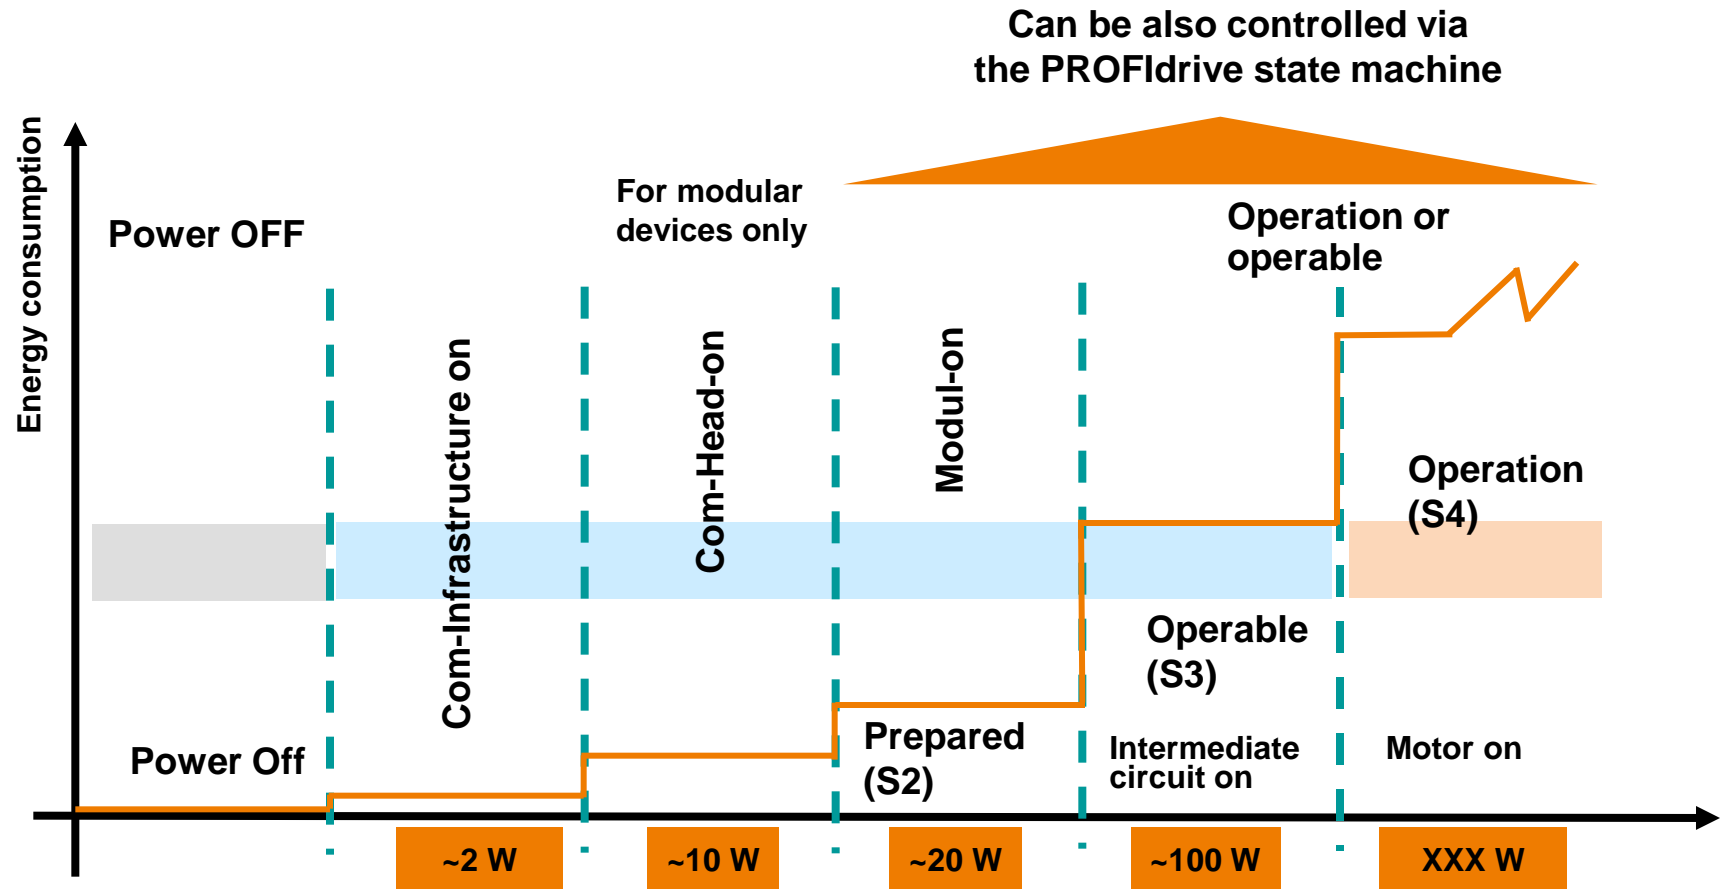 Can be also controlled via
the PROFIdrive state machine
Energy consumption
Power OFF
For modular
devices only
Operation or
operable
Com-Infrastructure on
Com-Head-on
Modul-on
Operation
(S4)
Operable
(S3)
Power Off
Prepared
(S2)
Intermediate
circuit on
Motor on
~2 W
~10 W
~20 W
~100 W
XXX W